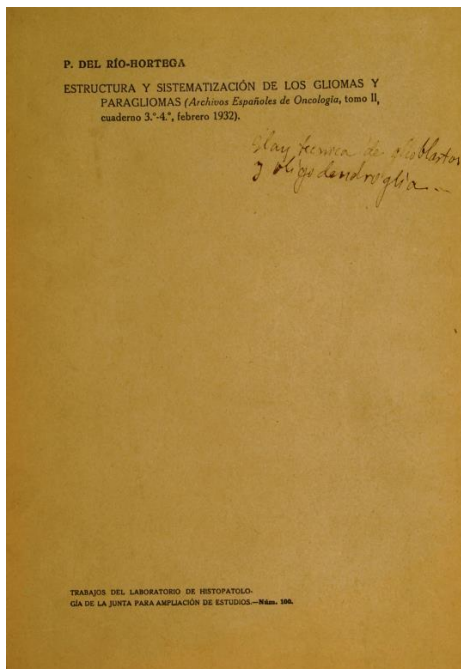 P. DEL RÍO-HORTEGA
ESTRUCTURA Y SISTEMATIZACIÓN DE LOS GLIOMAS Y
PARAGLIOMAS (Archivos Españoles de Oncología, tomo II,
cuaderno 3.º-4.º, febrero 1932).
Hay técnica de glioblastos
y oligodendroglia.—
TRABAJOS DEL LABORATORIO DE HISTOPATOLO-
GÍA DE LA JUNTA PARA AMPLIACIÓN DE ESTUDIOS.—Núm. 100.